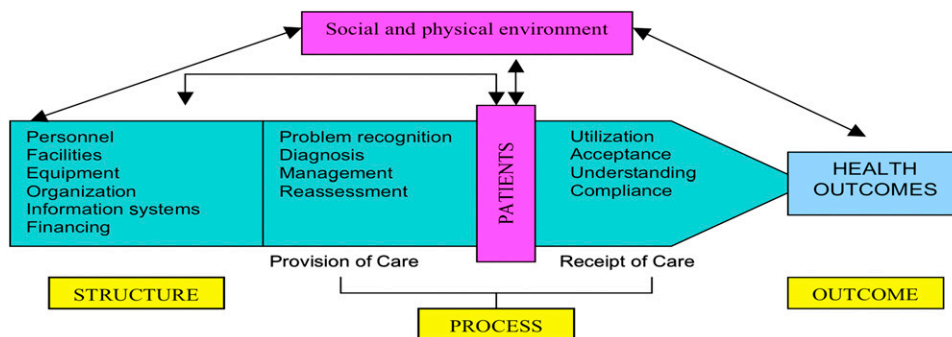 Social and physical environment
Personnel
Facilities
Equipment
Organization
Information systems
Financing
Problem recognition
Diagnosis
Management
Reassessment
PATIENTS
Utilization
Acceptance
Understanding
Compliance
HEALTH
OUTCOMES
Provision of Care
Receipt of Care
STRUCTURE
PROCESS
OUTCOME